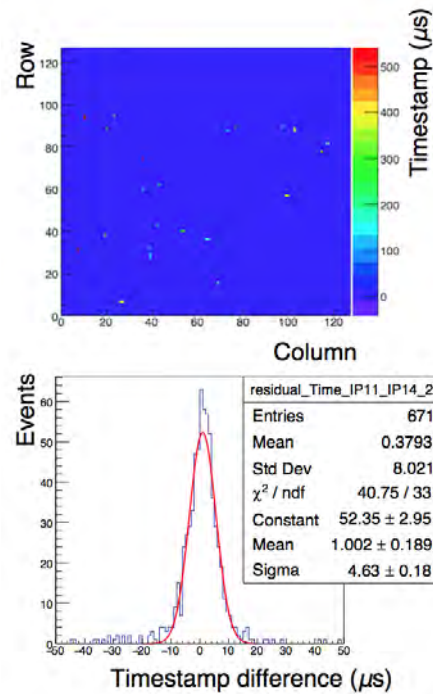 Row
Timestamp (µs)
120
100
80
60
40
20
0
0 20 40 60 80 100 120
500
400
300
200
100
0
Column
Events
60
50
40
30
20
10
0
-50 -40 -30 -20 -10 0 10 20 30 40 50
Timestamp difference (µs)
residual_Time_IP11_IP14_2
Entries 671
Mean 0.3793
Std Dev 8.021
χ² / ndf 40.75 / 33
Constant 52.35 ± 2.95
Mean 1.002 ± 0.189
Sigma 4.63 ± 0.18